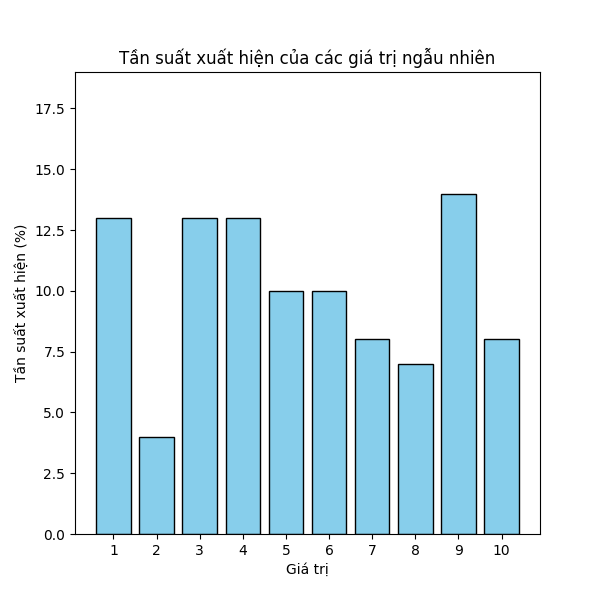 Tần suất xuất hiện của các giá trị ngẫu nhiên
17.5
15.0
12.5
10.0
7.5
5.0
2.5
0.0
Tần suất xuất hiện (%)
1 2 3 4 5 6 7 8 9 10
Giá trị